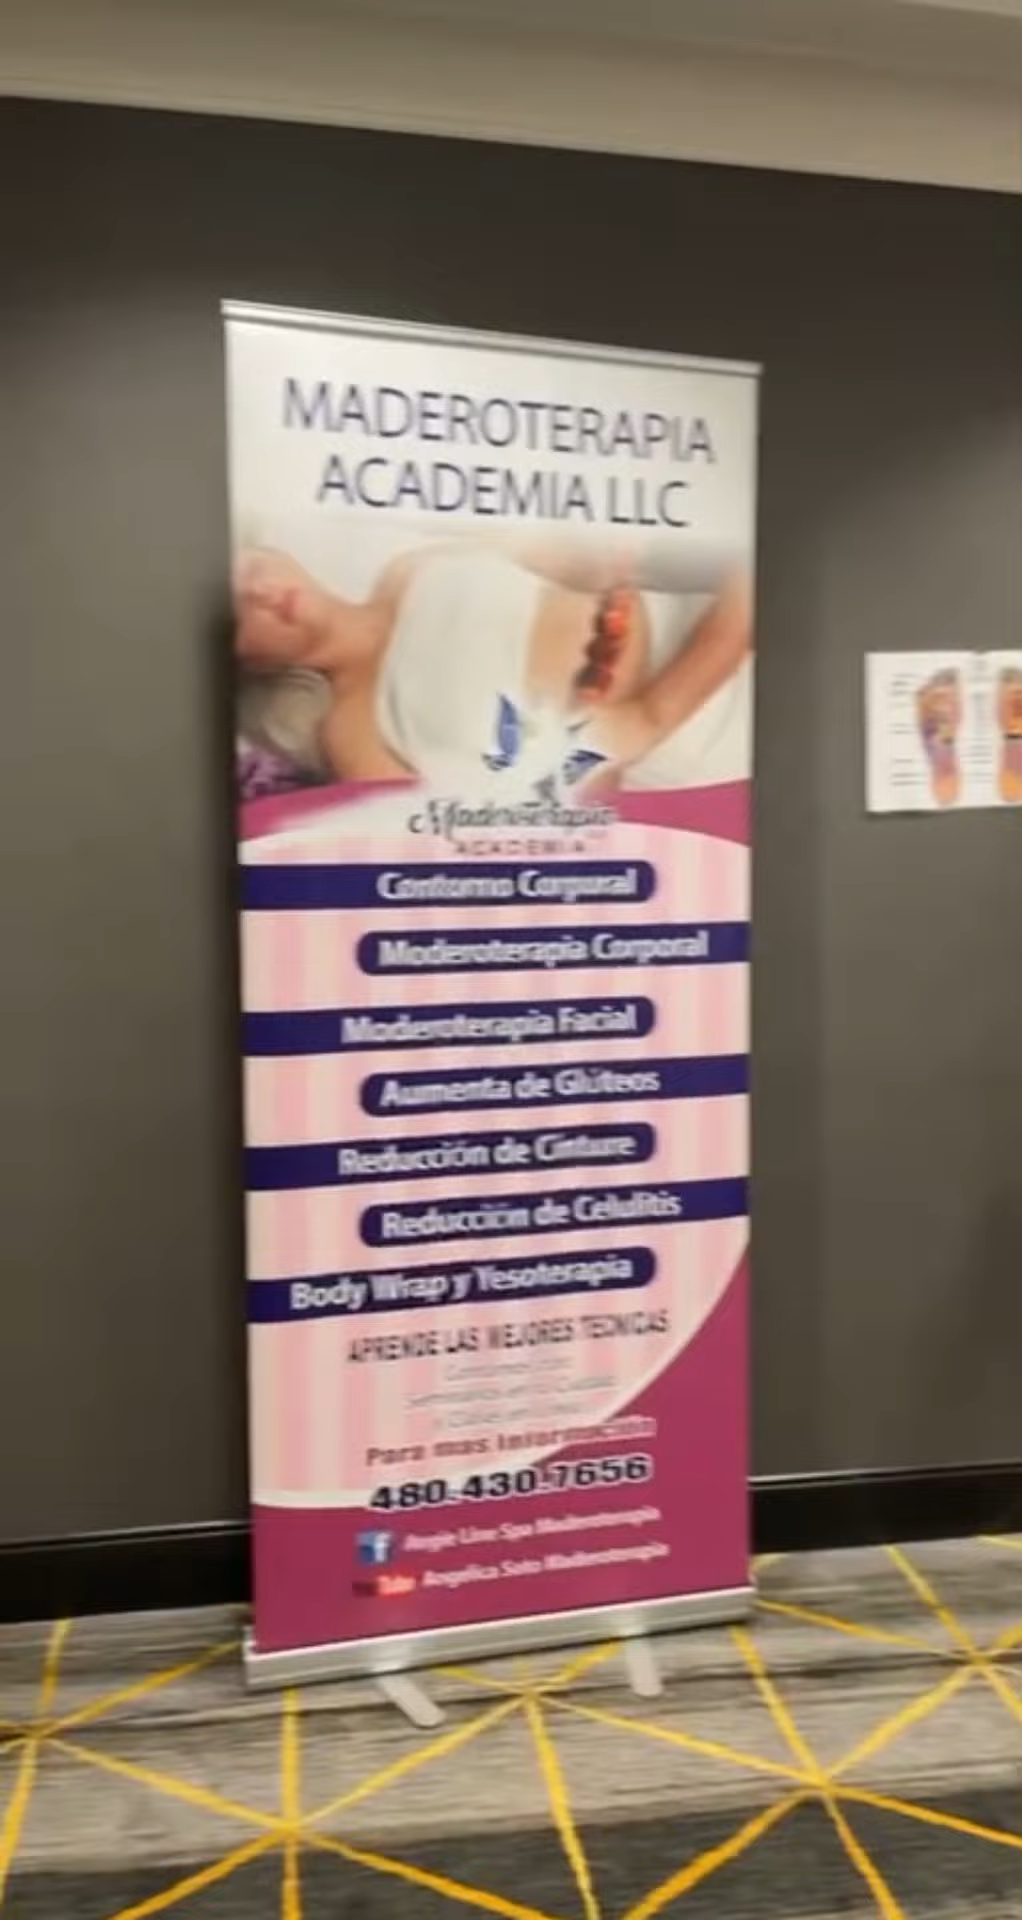 MADEROTERAPIA
ACADEMIA LLC
MaderoTerapia
ACADEMIA
Contorno Corporal
Moderoterapia Corporal
Moderoterapia Facial
Aumenta de Glúteos
Reducción de Cinture
Reducción de Celulitis
Body Wrap y Yesoterapia
APRENDE LAS MEJORES TECNICAS
Para mas Información
480.430.7656
f Angie Line Spa Maderoterapia
YouTube Angelica Soto Maderoterapia